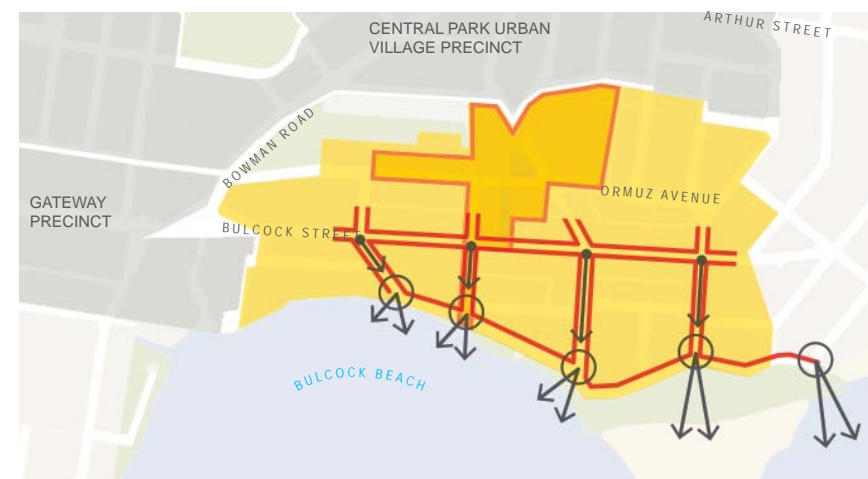 ARTHUR STREET
CENTRAL PARK URBAN
VILLAGE PRECINCT
BOWMAN ROAD
GATEWAY
PRECINCT
ORMUZ AVENUE
BULCOCK STREET
BULCOCK BEACH